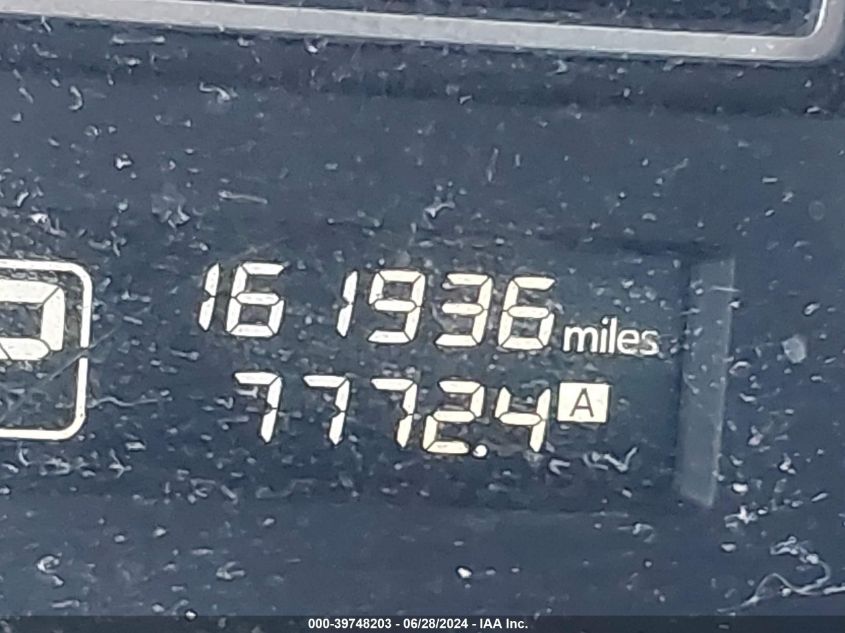 161936 miles
P
7772.4 A
000-39748203 - 06/28/2024 - IAA Inc.